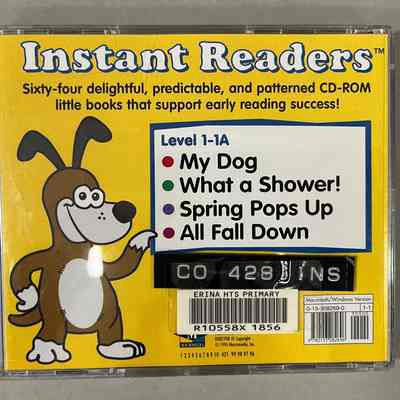 Instant Readers™
Sixty-four delightful, predictable, and patterned CD-ROM
little books that support early reading success!
Level 1-1A
My Dog
What a Shower!
Spring Pops Up
All Fall Down
CO 428 INS
ERINA HTS PRIMARY
R10558X 1856
Macintosh/Windows Version
1-1